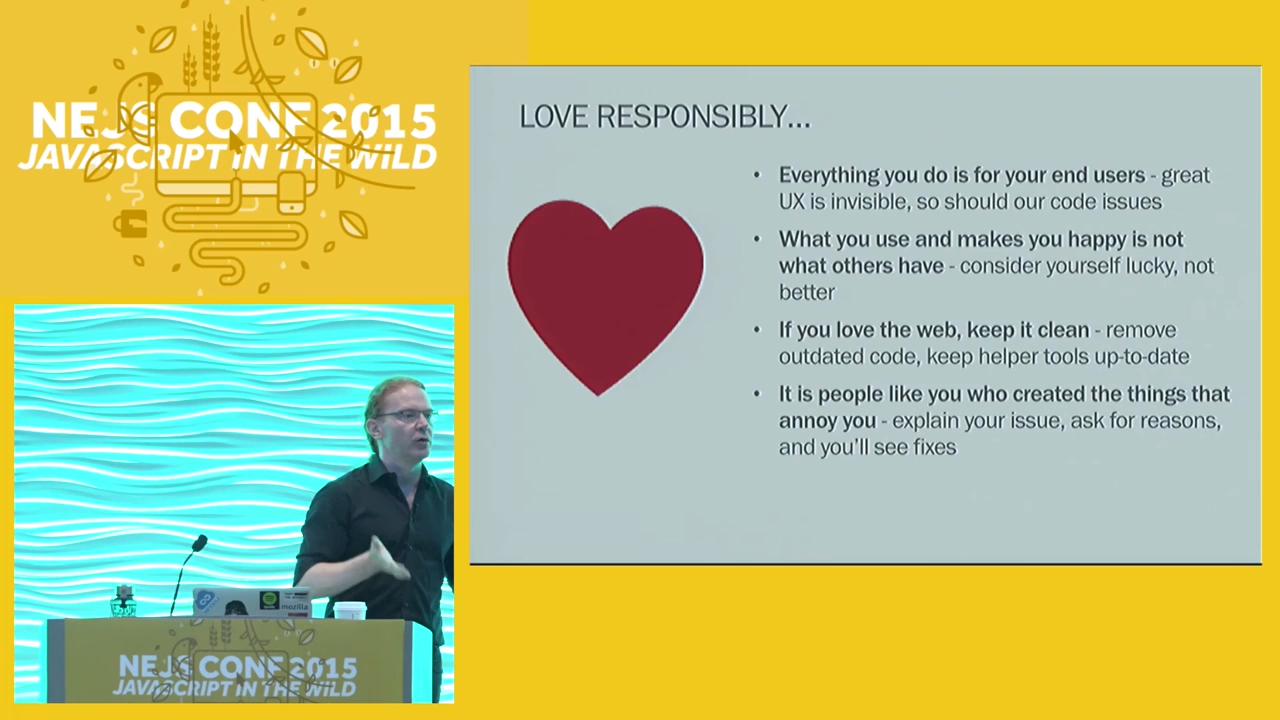 NEJS CONF 2015
JAVASCRIPT IN THE WILD
LOVE RESPONSIBLY...
• Everything you do is for your end users - great
UX is invisible, so should our code issues
• What you use and makes you happy is not
what others have - consider yourself lucky, not
better
• If you love the web, keep it clean - remove
outdated code, keep helper tools up-to-date
• It is people like you who created the things that
annoy you - explain your issue, ask for reasons,
and you'll see fixes
mozilla
NEJS CONF 2015
JAVASCRIPT IN THE WILD